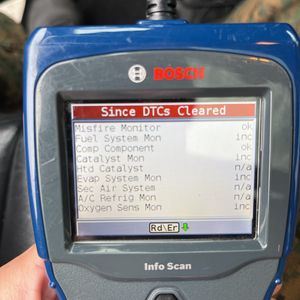 BOSCH
Since DTCs Cleared
Misfire Monitor ok
Fuel System Mon inc
Comp Component ok
Catalyst Mon inc
Htd Catalyst n/a
Evap System Mon inc
Sec Air System n/a
A/C Refrig Mon n/a
Oxygen Sens Mon inc
Rd\Er
Info Scan